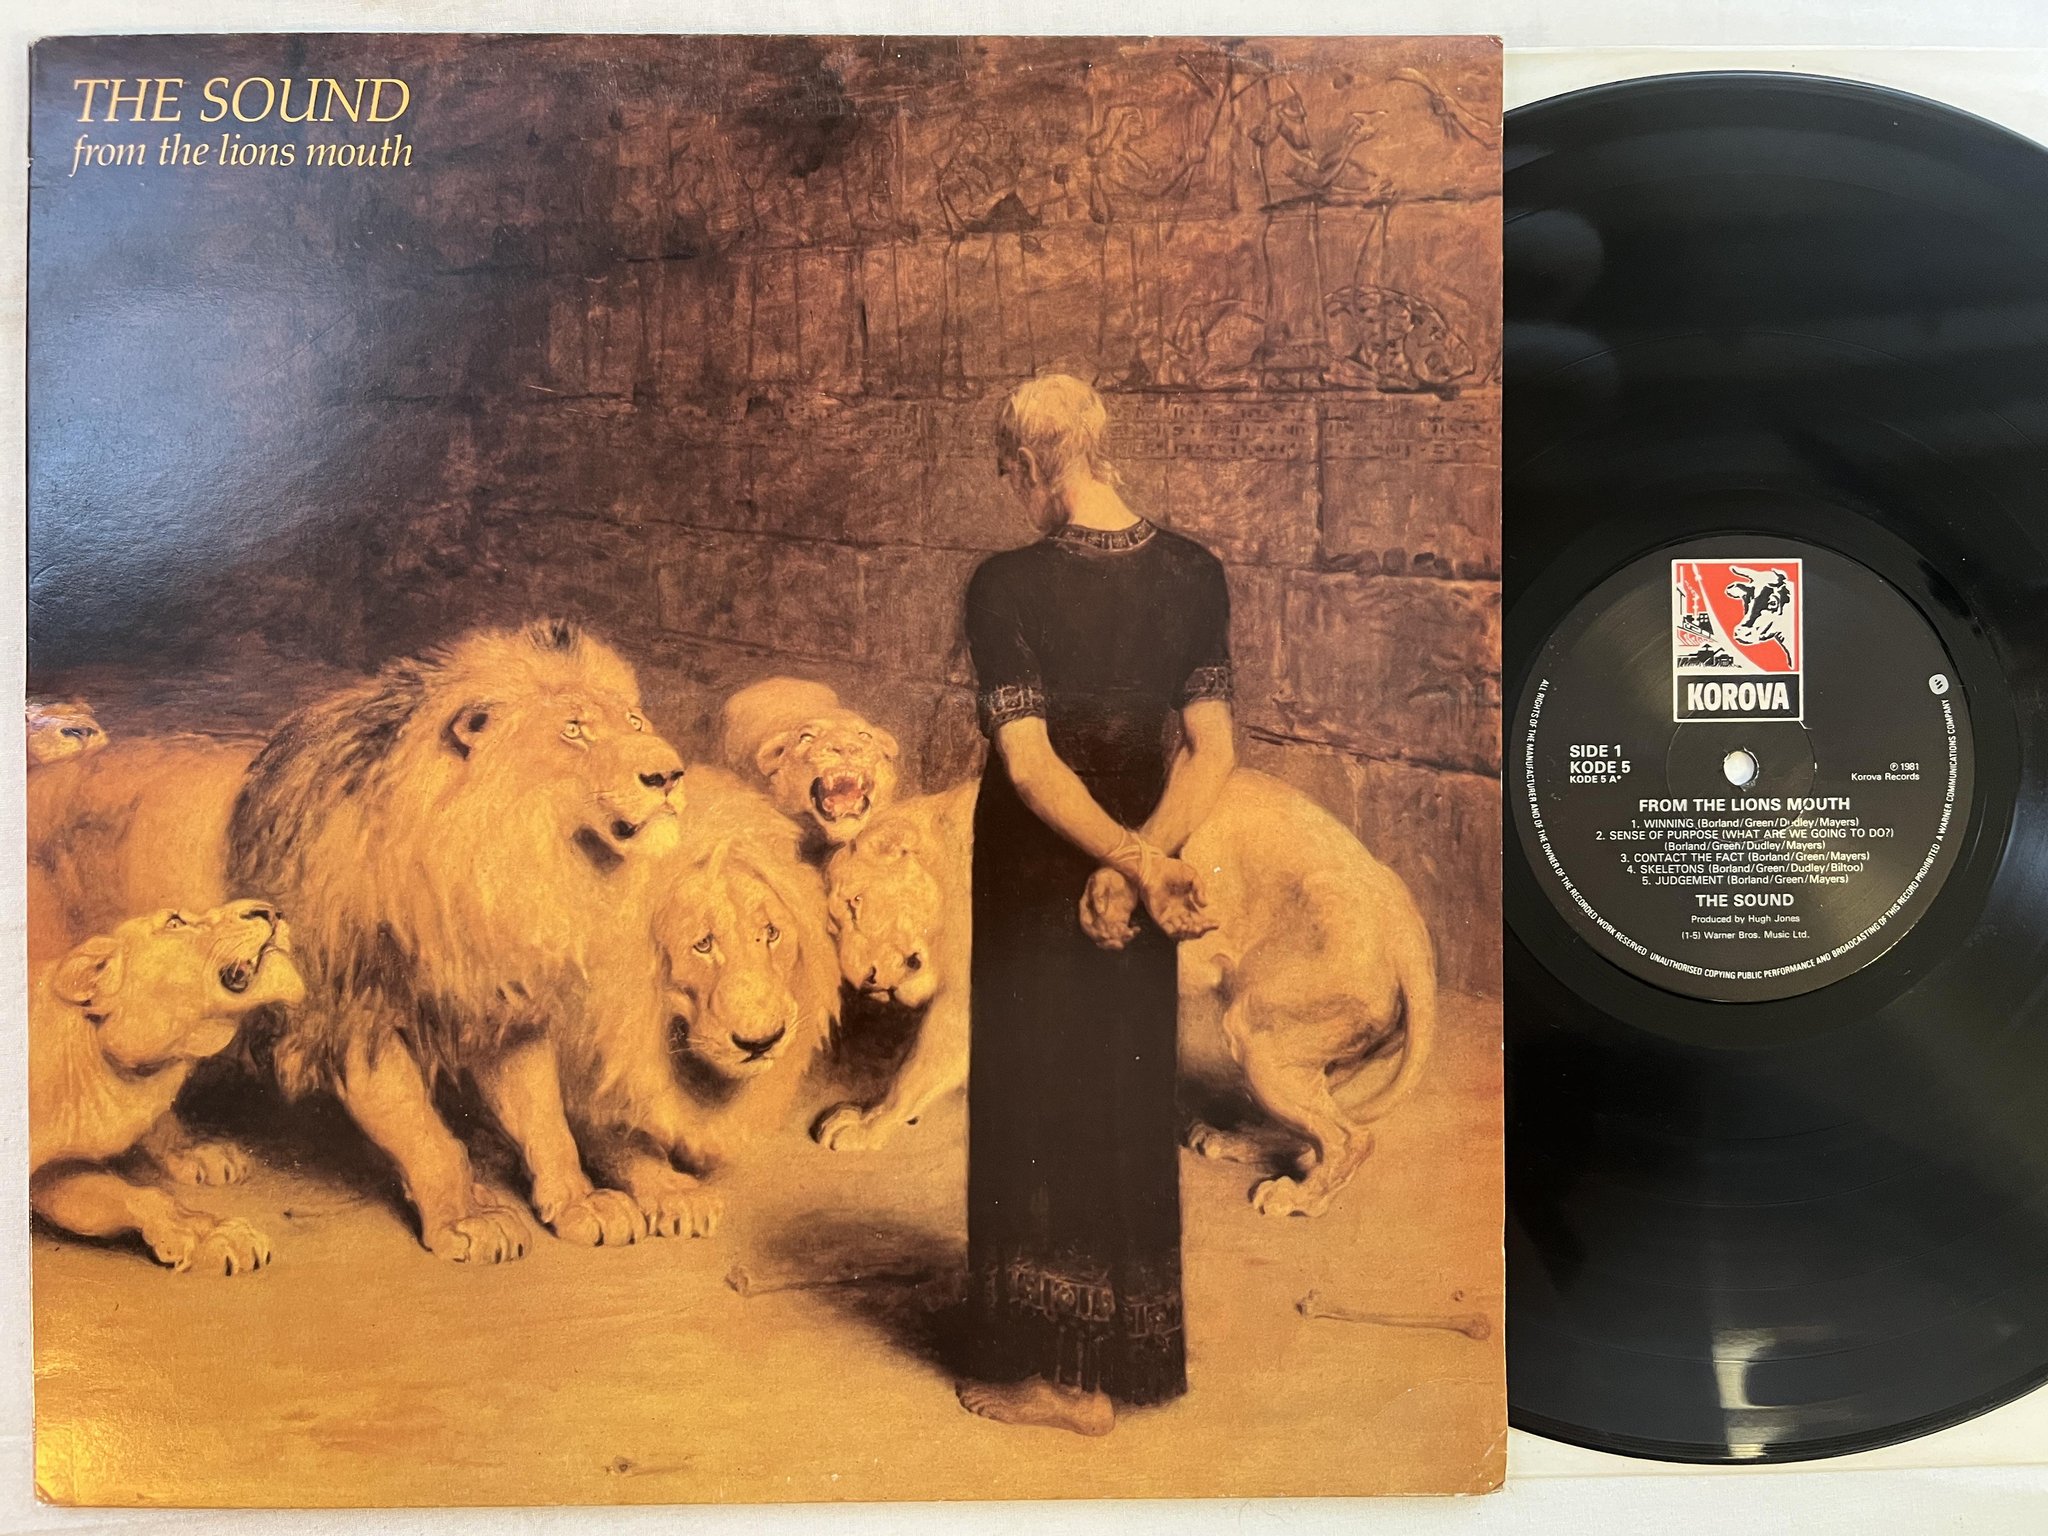 THE SOUND
from the lions mouth
KOROVA
SIDE 1
KODE 5
KODE 5 A*
℗ 1981
Korova Records
FROM THE LIONS MOUTH
1. WINNING (Borland/Green/Dudley/Mayers)
2. SENSE OF PURPOSE (WHAT ARE WE GOING TO DO?)
(Borland/Green/Dudley/Mayers)
3. CONTACT THE FACT (Borland/Green/Mayers)
4. SKELETONS (Borland/Green/Dudley/Biltoo)
5. JUDGEMENT (Borland/Green/Mayers)
THE SOUND
Produced by Hugh Jones
(1-5) Warner Bros. Music Ltd.
ALL RIGHTS OF THE MANUFACTURER AND OF THE OWNER OF THE RECORDED WORK RESERVED UNAUTHORISED COPYING PUBLIC PERFORMANCE AND BROADCASTING OF THIS RECORD PROHIBITED A WARNER COMMUNICATIONS COMPANY